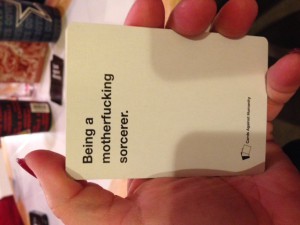 Being a
motherfucking
sorcerer.
Cards Against Humanity